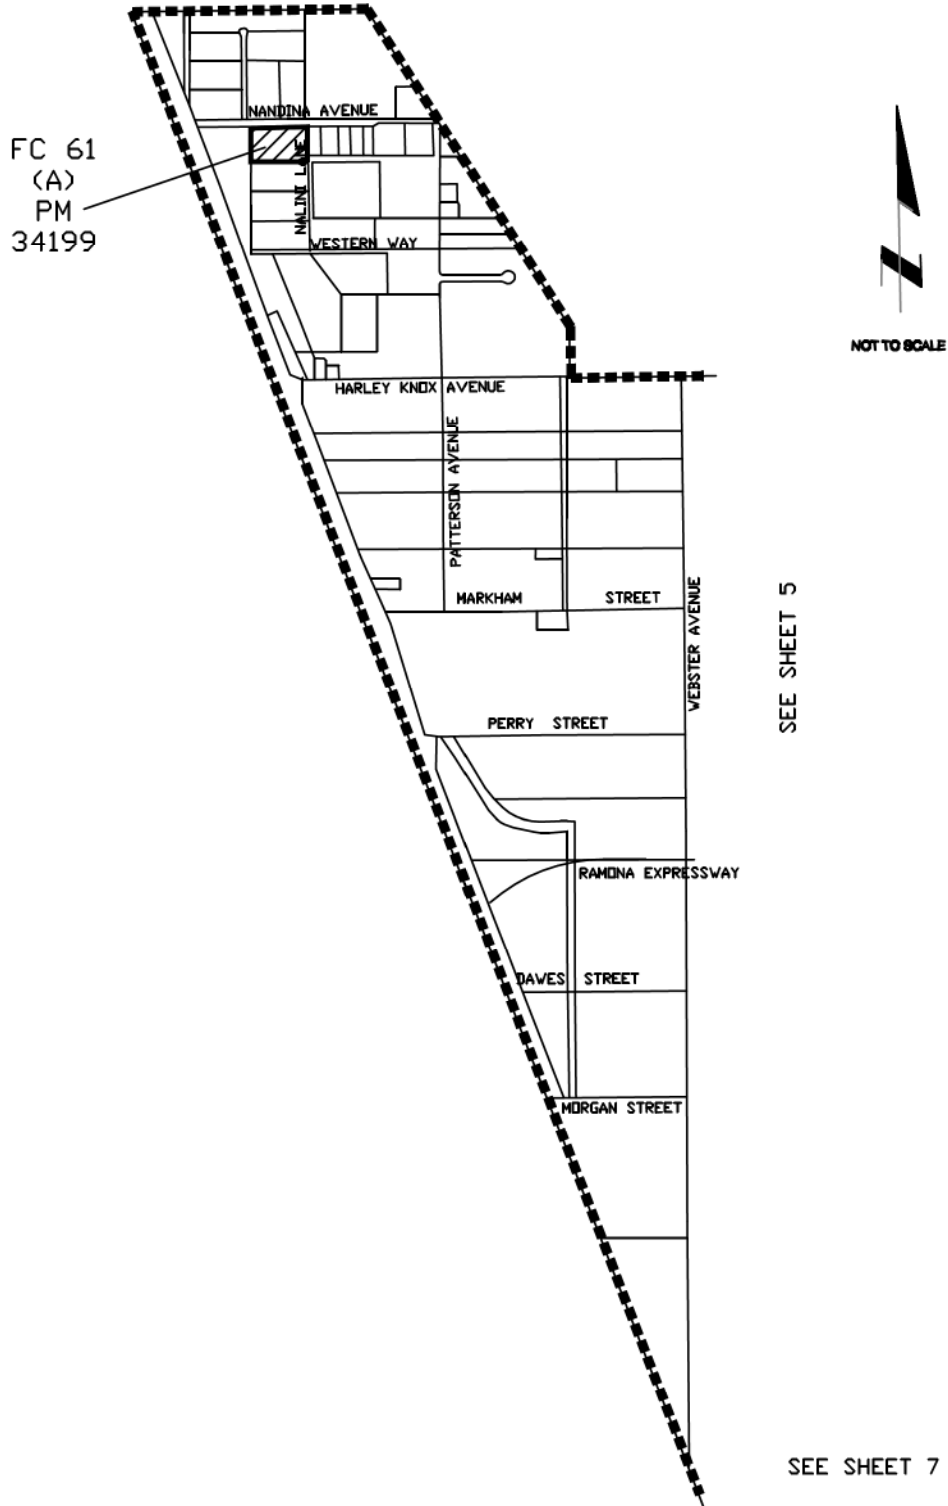 NANDINA AVENUE
FC 61
(A)
PM
34199
NALINI LANE
WESTERN WAY
NOT TO SCALE
HARLEY KNOX AVENUE
PATTERSON AVENUE
MARKHAM STREET
WEBSTER AVENUE
SEE SHEET 5
PERRY STREET
RAMONA EXPRESSWAY
DAWES STREET
MORGAN STREET
SEE SHEET 7